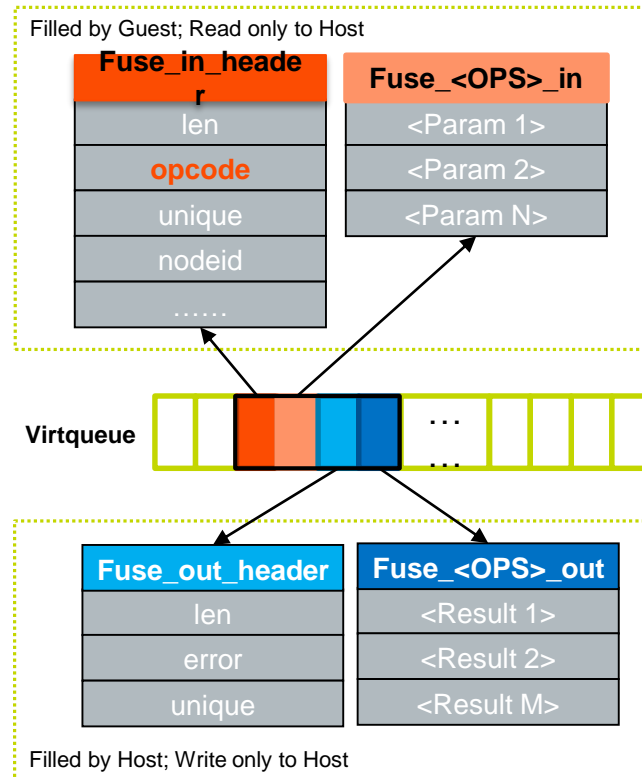 Filled by Guest; Read only to Host
Fuse_in_heade
r
len
opcode
unique
nodeid
......
Fuse_<OPS>_in
<Param 1>
<Param 2>
<Param N>
Virtqueue
...
...
Fuse_out_header
len
error
unique
Fuse_<OPS>_out
<Result 1>
<Result 2>
<Result M>
Filled by Host; Write only to Host